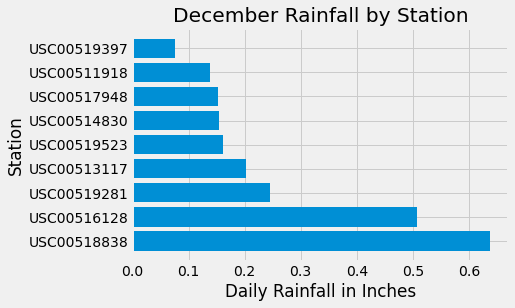 December Rainfall by Station
Station
USC00519397
USC00511918
USC00517948
USC00514830
USC00519523
USC00513117
USC00519281
USC00516128
USC00518838
0.0 0.1 0.2 0.3 0.4 0.5 0.6
Daily Rainfall in Inches